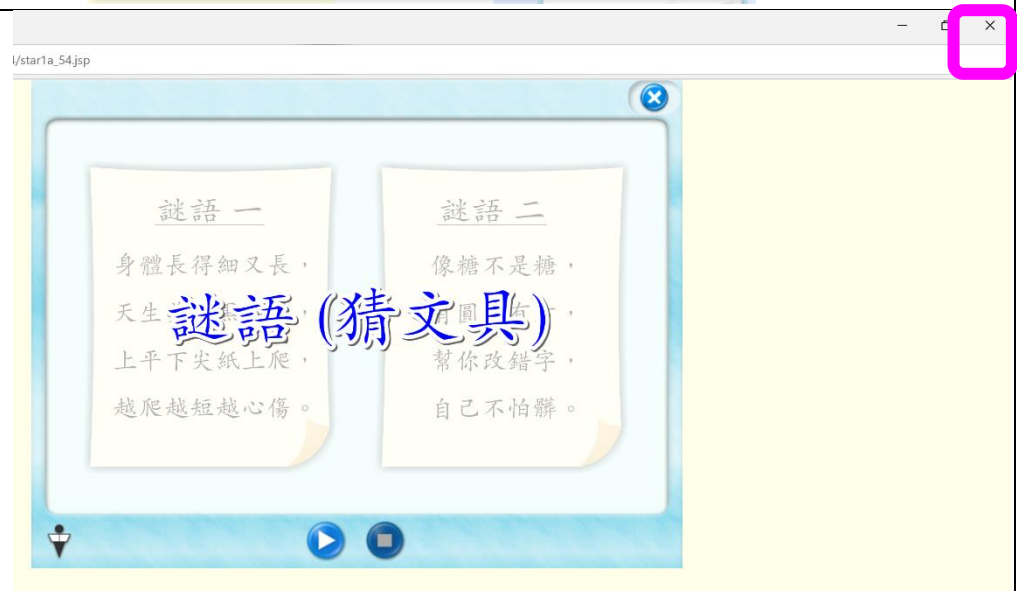 4/star1a_54.jsp
謎語 一
身體長得細又長，
天生
上平下尖紙上爬，
越爬越短越心傷。
謎語 二
像糖不是糖，
圓
幫你改錯字，
自己不怕髒。
謎語 (猜文具)